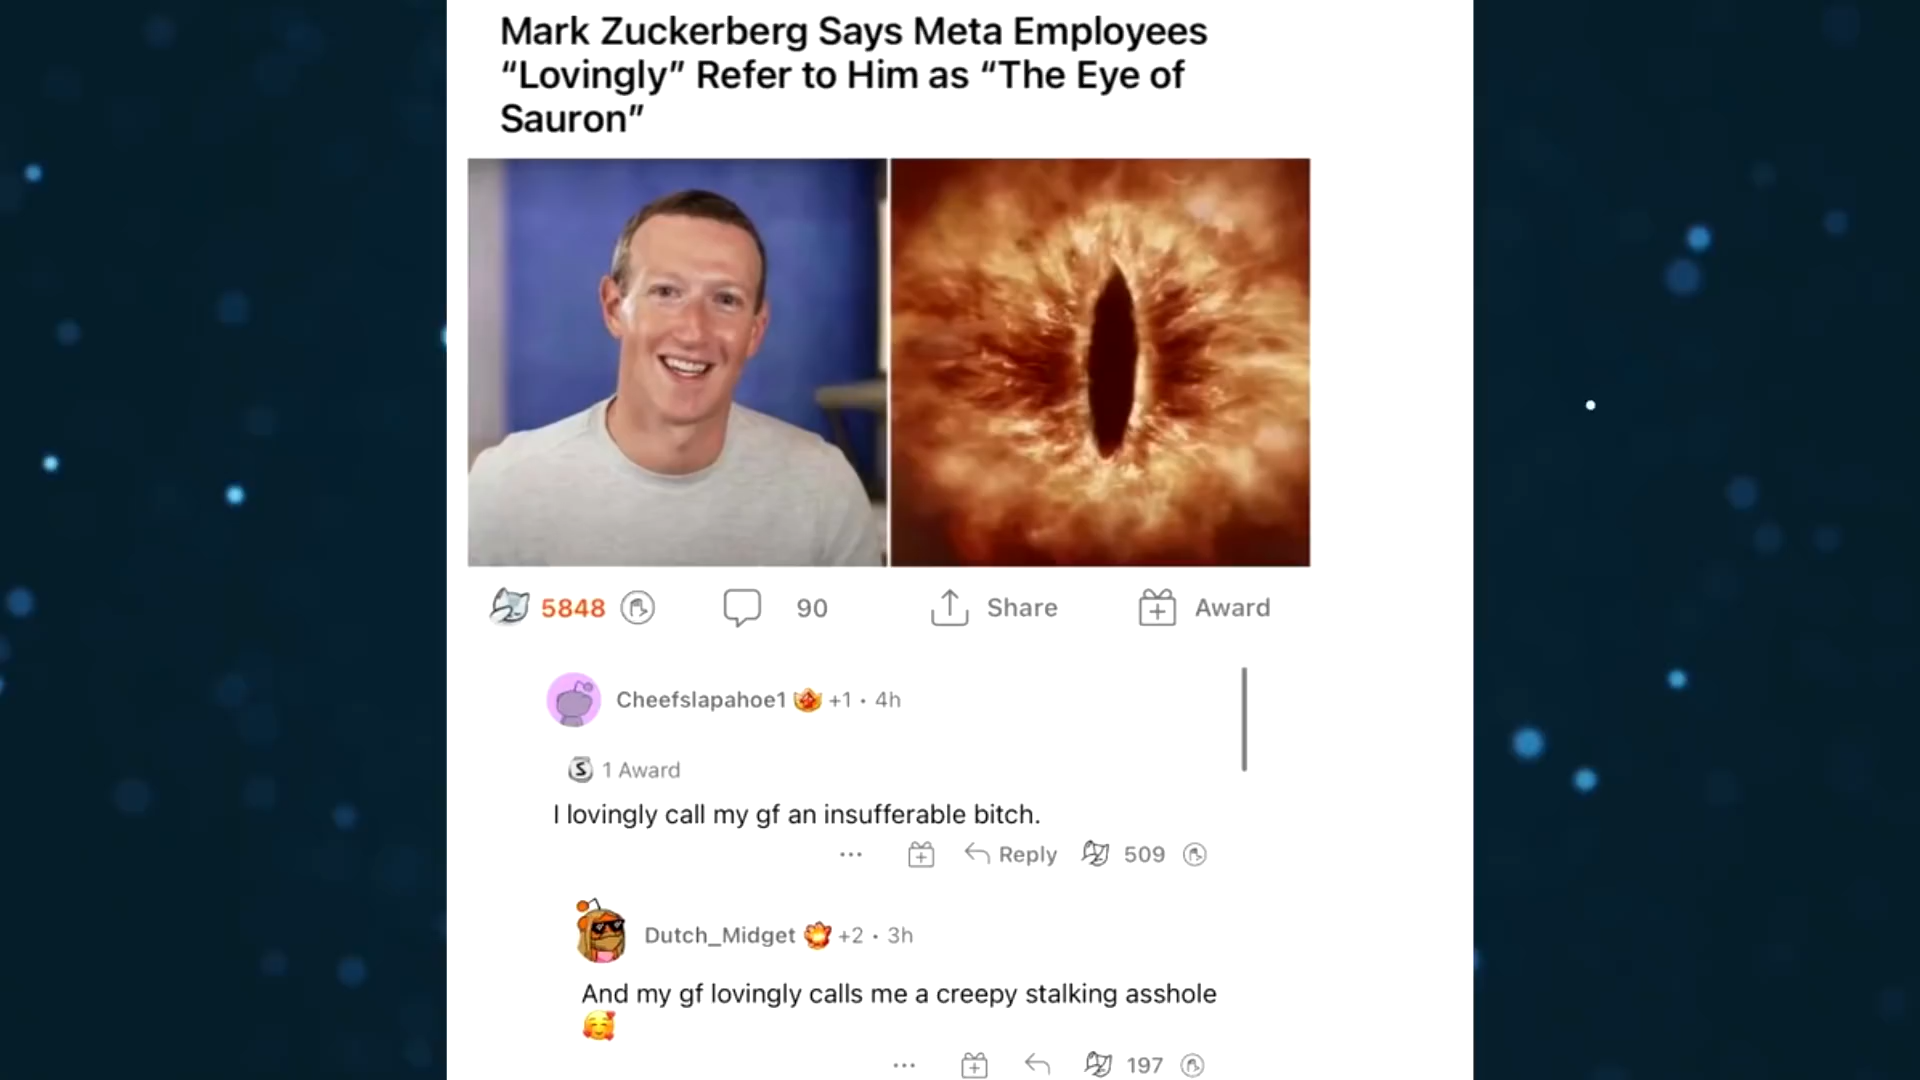 Mark Zuckerberg Says Meta Employees
“Lovingly” Refer to Him as “The Eye of
Sauron”
5848 90 Share Award
Cheefslapahoe1 +1 • 4h
S 1 Award
I lovingly call my gf an insufferable bitch.
... Reply 509
Dutch_Midget +2 • 3h
And my gf lovingly calls me a creepy stalking asshole
... 197